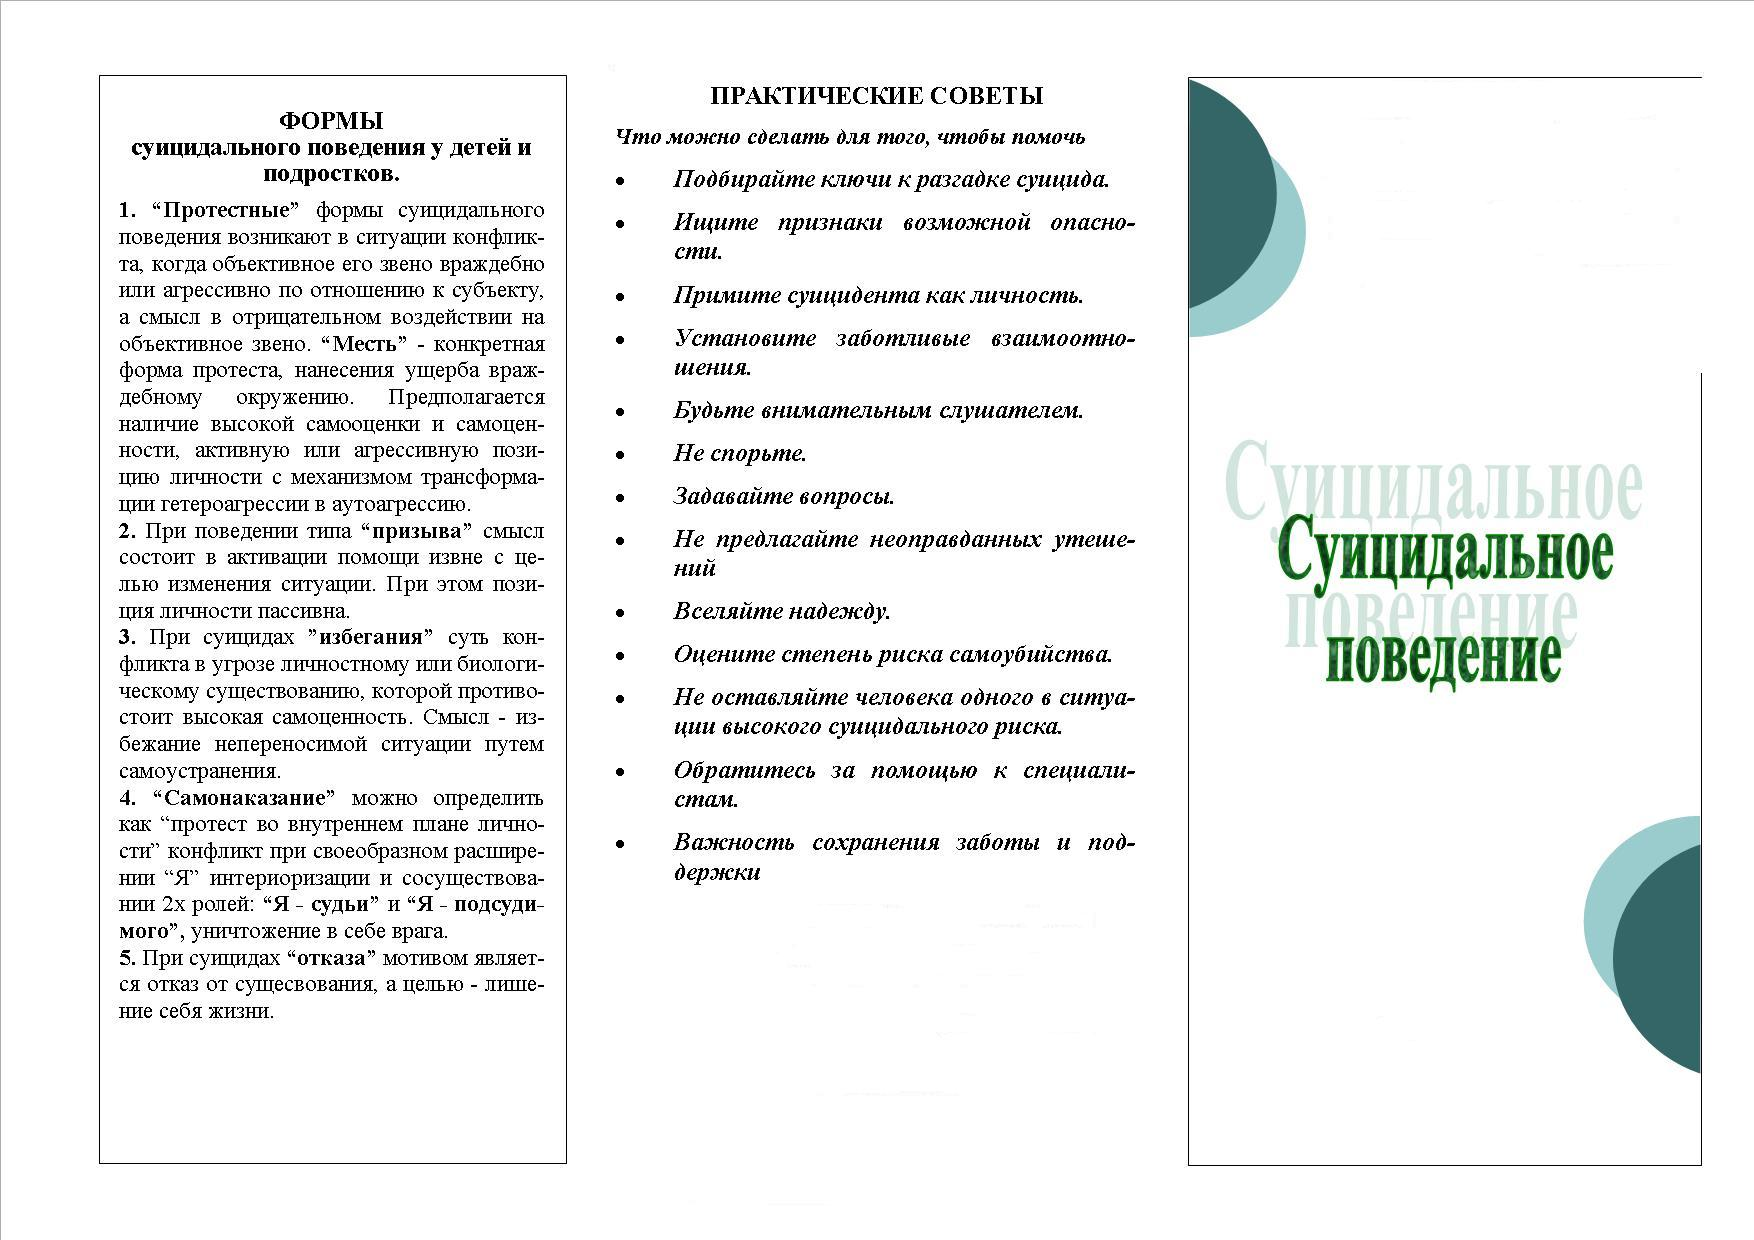 ФОРМЫ
суицидального поведения у детей и
подростков.
1. “Протестные” формы суицидального
поведения возникают в ситуации конфлик-
та, когда объективное его звено враждебно
или агрессивно по отношению к субъекту,
а смысл в отрицательном воздействии на
объективное звено. “Месть” - конкретная
форма протеста, нанесения ущерба враж-
дебному окружению. Предполагается
наличие высокой самооценки и самоцен-
ности, активную или агрессивную пози-
цию личности с механизмом трансформа-
ции гетероагрессии в аутоагрессию.
2. При поведении типа “призыва” смысл
состоит в активации помощи извне с це-
лью изменения ситуации. При этом пози-
ция личности пассивна.
3. При суицидах ”избегания” суть кон-
фликта в угрозе личностному или биологи-
ческому существованию, которой противо-
стоит высокая самоценность. Смысл - из-
бежание непереносимой ситуации путем
самоустранения.
4. “Самонаказание” можно определить
как “протест во внутреннем плане лично-
сти” конфликт при своеобразном расшире-
нии “Я” интериоризации и сосуществова-
нии 2х ролей: “Я - судьи” и “Я - подсуди-
мого”, уничтожение в себе врага.
5. При суицидах “отказа” мотивом являет-
ся отказ от сущесвования, а целью - лише-
ние себя жизни.
ПРАКТИЧЕСКИЕ СОВЕТЫ
Что можно сделать для того, чтобы помочь
• Подбирайте ключи к разгадке суицида.
• Ищите признаки возможной опасно-
сти.
• Примите суицидента как личность.
• Установите заботливые взаимоотно-
шения.
• Будьте внимательным слушателем.
• Не спорьте.
• Задавайте вопросы.
• Не предлагайте неоправданных утеше-
ний
• Вселяйте надежду.
• Оцените степень риска самоубийства.
• Не оставляйте человека одного в ситуа-
ции высокого суицидального риска.
• Обратитесь за помощью к специали-
стам.
• Важность сохранения заботы и под-
держки
Суицидальное
поведение